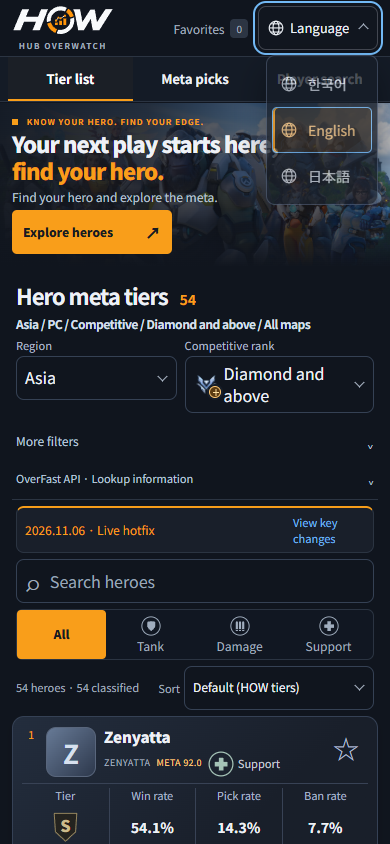 HOW
HUB OVERWATCH
Favorites 0
Language
Tier list
Meta picks
Player search
한국어
English
日本語
KNOW YOUR HERO. FIND YOUR EDGE.
Your next play starts here,
find your hero.
Find your hero and explore the meta.
Explore heroes ↗
Hero meta tiers 54
Asia / PC / Competitive / Diamond and above / All maps
Region
Competitive rank
Asia
Diamond and
above
More filters
OverFast API · Lookup information
2026.11.06 · Live hotfix
View key
changes
Search heroes
All
Tank
Damage
Support
54 heroes · 54 classified
Sort
Default (HOW tiers)
1
Z
Zenyatta
ZENYATTA META 92.0
Support
Tier
Win rate
Pick rate
Ban rate
S
54.1%
14.3%
7.7%